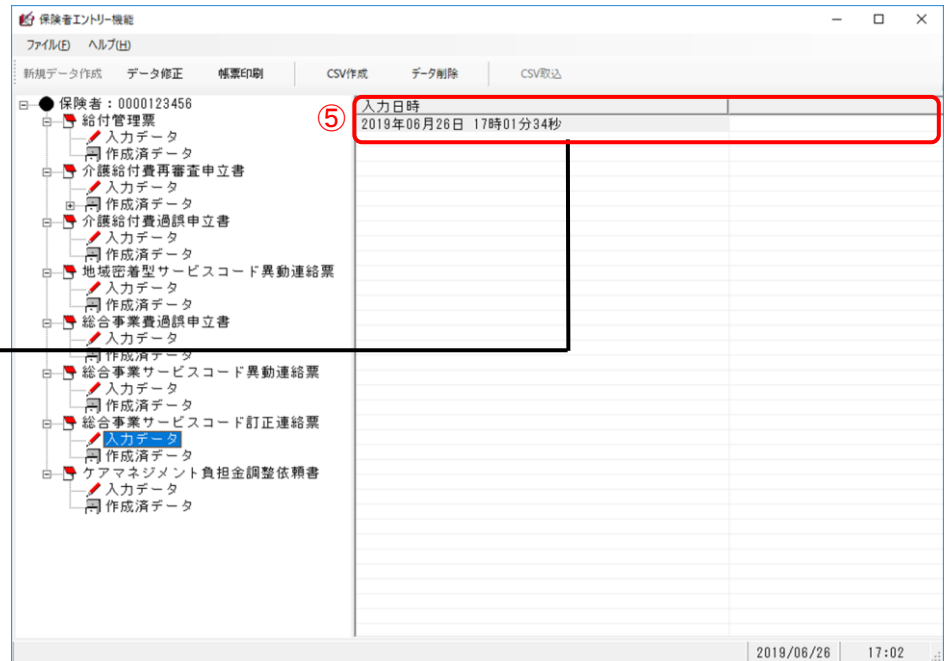 保険者エントリー機能
ファイル(F) ヘルプ(H)
新規データ作成 データ修正 帳票印刷 CSV作成 データ削除 CSV取込
保険者：0000123456
給付管理票
入力データ
作成済データ
介護給付費再審査申立書
入力データ
作成済データ
介護給付費過誤申立書
入力データ
作成済データ
地域密着型サービスコード異動連絡票
入力データ
作成済データ
総合事業費過誤申立書
入力データ
作成済データ
総合事業サービスコード異動連絡票
入力データ
作成済データ
総合事業サービスコード訂正連絡票
入力データ
作成済データ
ケアマネジメント負担金調整依頼書
入力データ
作成済データ
⑤
入力日時
2019年06月26日 17時01分34秒
2019/06/26 17:02